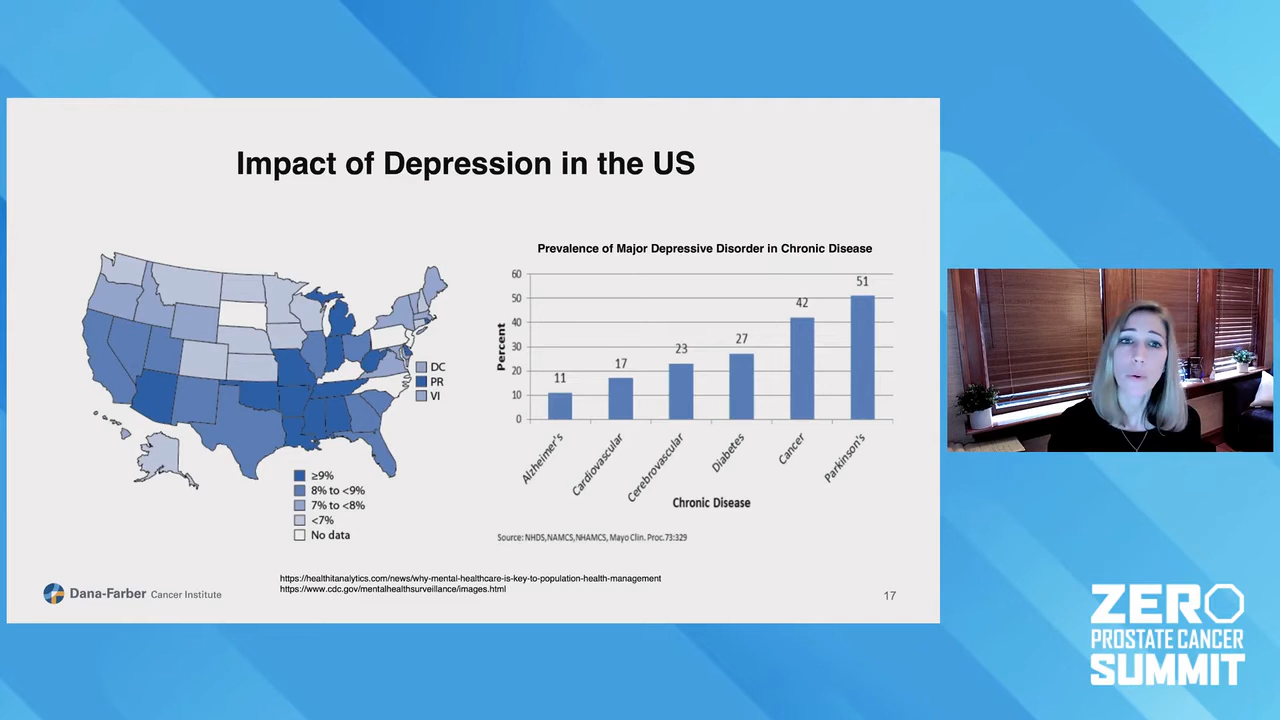 Impact of Depression in the US
DC
PR
VI
≥9%
8% to <9%
7% to <8%
<7%
No data
Prevalence of Major Depressive Disorder in Chronic Disease
Percent
60
50
40
30
20
10
0
11
17
23
27
42
51
Alzheimer's
Cardiovascular
Cerebrovascular
Diabetes
Cancer
Parkinson's
Chronic Disease
Source: NHDS,NAMCS,NHAMCS, Mayo Clin. Proc.73:329
https://healthitanalytics.com/news/why-mental-healthcare-is-key-to-population-health-management
https://www.cdc.gov/mentalhealthsurveillance/images.html
Dana-Farber Cancer Institute
17
ZERO
PROSTATE CANCER
SUMMIT